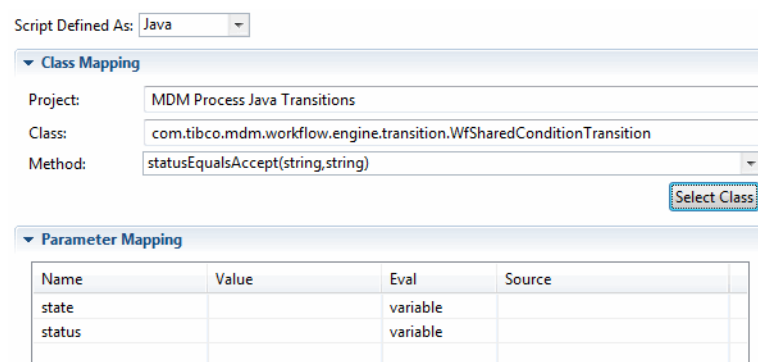 Script Defined As: Java
Class Mapping
Project: MDM Process Java Transitions
Class: com.tibco.mdm.workflow.engine.transition.WfSharedConditionTransition
Method: statusEqualsAccept(string,string)
Select Class
Parameter Mapping
Name Value Eval Source
state variable
status variable